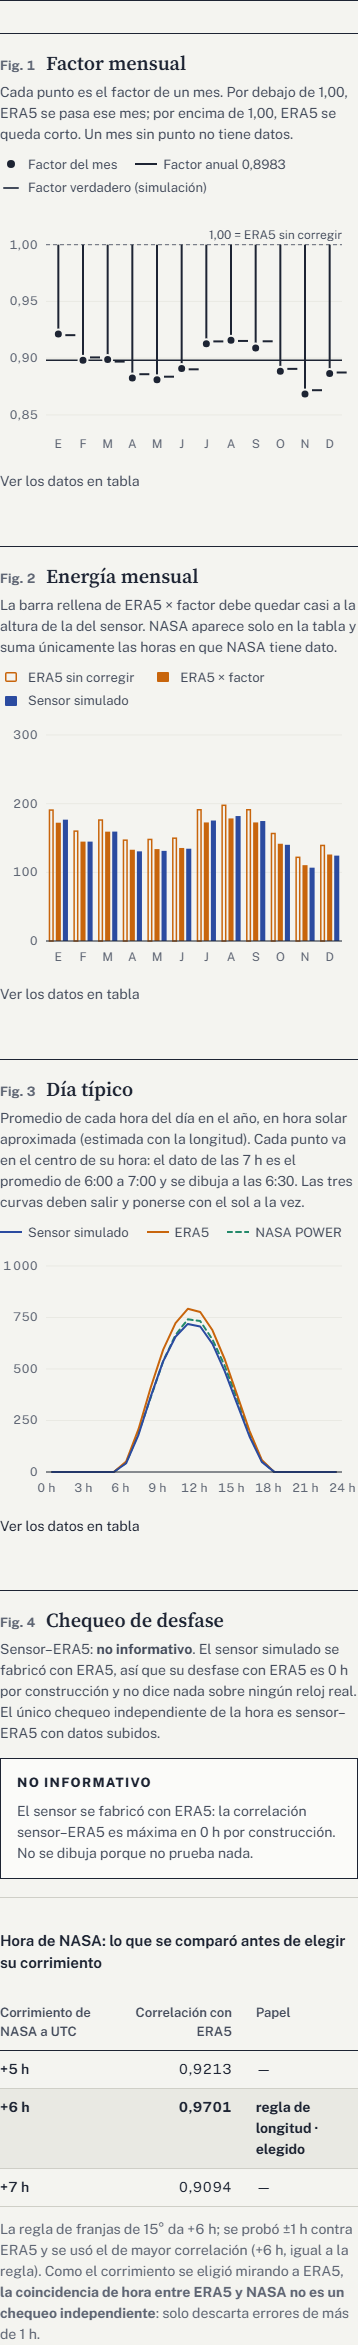 Fig. 1 Factor mensual
Cada punto es el factor de un mes. Por debajo de 1,00,
ERA5 se pasa ese mes; por encima de 1,00, ERA5 se
queda corto. Un mes sin punto no tiene datos.
Factor del mes Factor anual 0,8983
Factor verdadero (simulación)
1,00 = ERA5 sin corregir
1,00
0,95
0,90
0,85
E F M A M J J A S O N D
Ver los datos en tabla
Fig. 2 Energía mensual
La barra rellena de ERA5 × factor debe quedar casi a la
altura de la del sensor. NASA aparece solo en la tabla y
suma únicamente las horas en que NASA tiene dato.
ERA5 sin corregir ERA5 × factor
Sensor simulado
300
200
100
0
E F M A M J J A S O N D
Ver los datos en tabla
Fig. 3 Día típico
Promedio de cada hora del día en el año, en hora solar
aproximada (estimada con la longitud). Cada punto va
en el centro de su hora: el dato de las 7 h es el
promedio de 6:00 a 7:00 y se dibuja a las 6:30. Las tres
curvas deben salir y ponerse con el sol a la vez.
Sensor simulado ERA5 NASA POWER
1 000
750
500
250
0
0 h 3 h 6 h 9 h 12 h 15 h 18 h 21 h 24 h
Ver los datos en tabla
Fig. 4 Chequeo de desfase
Sensor–ERA5: no informativo. El sensor simulado se
fabricó con ERA5, así que su desfase con ERA5 es 0 h
por construcción y no dice nada sobre ningún reloj real.
El único chequeo independiente de la hora es sensor–
ERA5 con datos subidos.
NO INFORMATIVO
El sensor se fabricó con ERA5: la correlación
sensor–ERA5 es máxima en 0 h por construcción.
No se dibuja porque no prueba nada.
Hora de NASA: lo que se comparó antes de elegir
su corrimiento
Corrimiento de Correlación con Papel
NASA a UTC ERA5
+5 h 0,9213 —
+6 h 0,9701 regla de
longitud ·
elegido
+7 h 0,9094 —
La regla de franjas de 15° da +6 h; se probó ±1 h contra
ERA5 y se usó el de mayor correlación (+6 h, igual a la
regla). Como el corrimiento se eligió mirando a ERA5,
la coincidencia de hora entre ERA5 y NASA no es un
chequeo independiente: solo descarta errores de más
de 1 h.